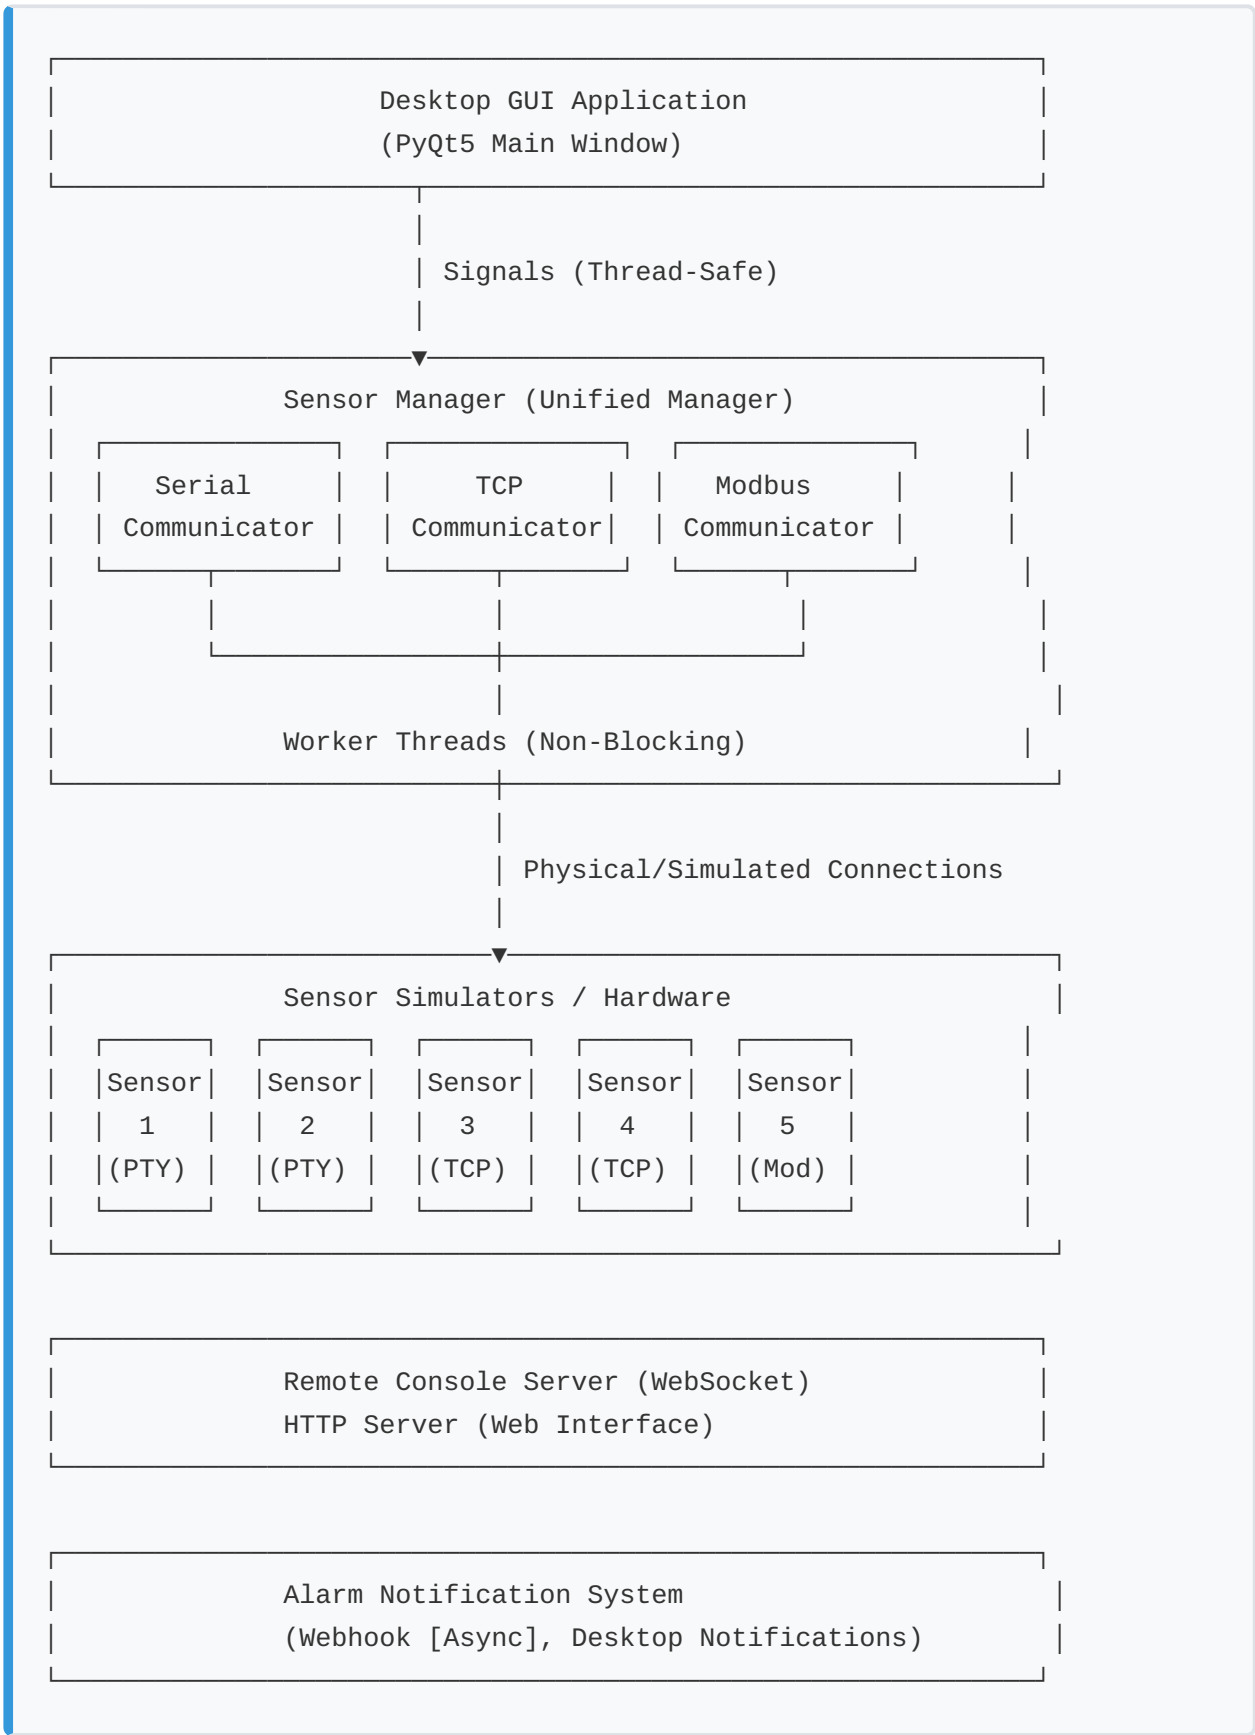 Desktop GUI Application
(PyQt5 Main Window)
Signals (Thread-Safe)
Sensor Manager (Unified Manager)
Serial TCP Modbus
Communicator Communicator Communicator
Worker Threads (Non-Blocking)
Physical/Simulated Connections
Sensor Simulators / Hardware
Sensor Sensor Sensor Sensor Sensor
1 2 3 4 5
(PTY) (PTY) (TCP) (TCP) (Mod)
Remote Console Server (WebSocket)
HTTP Server (Web Interface)
Alarm Notification System
(Webhook [Async], Desktop Notifications)